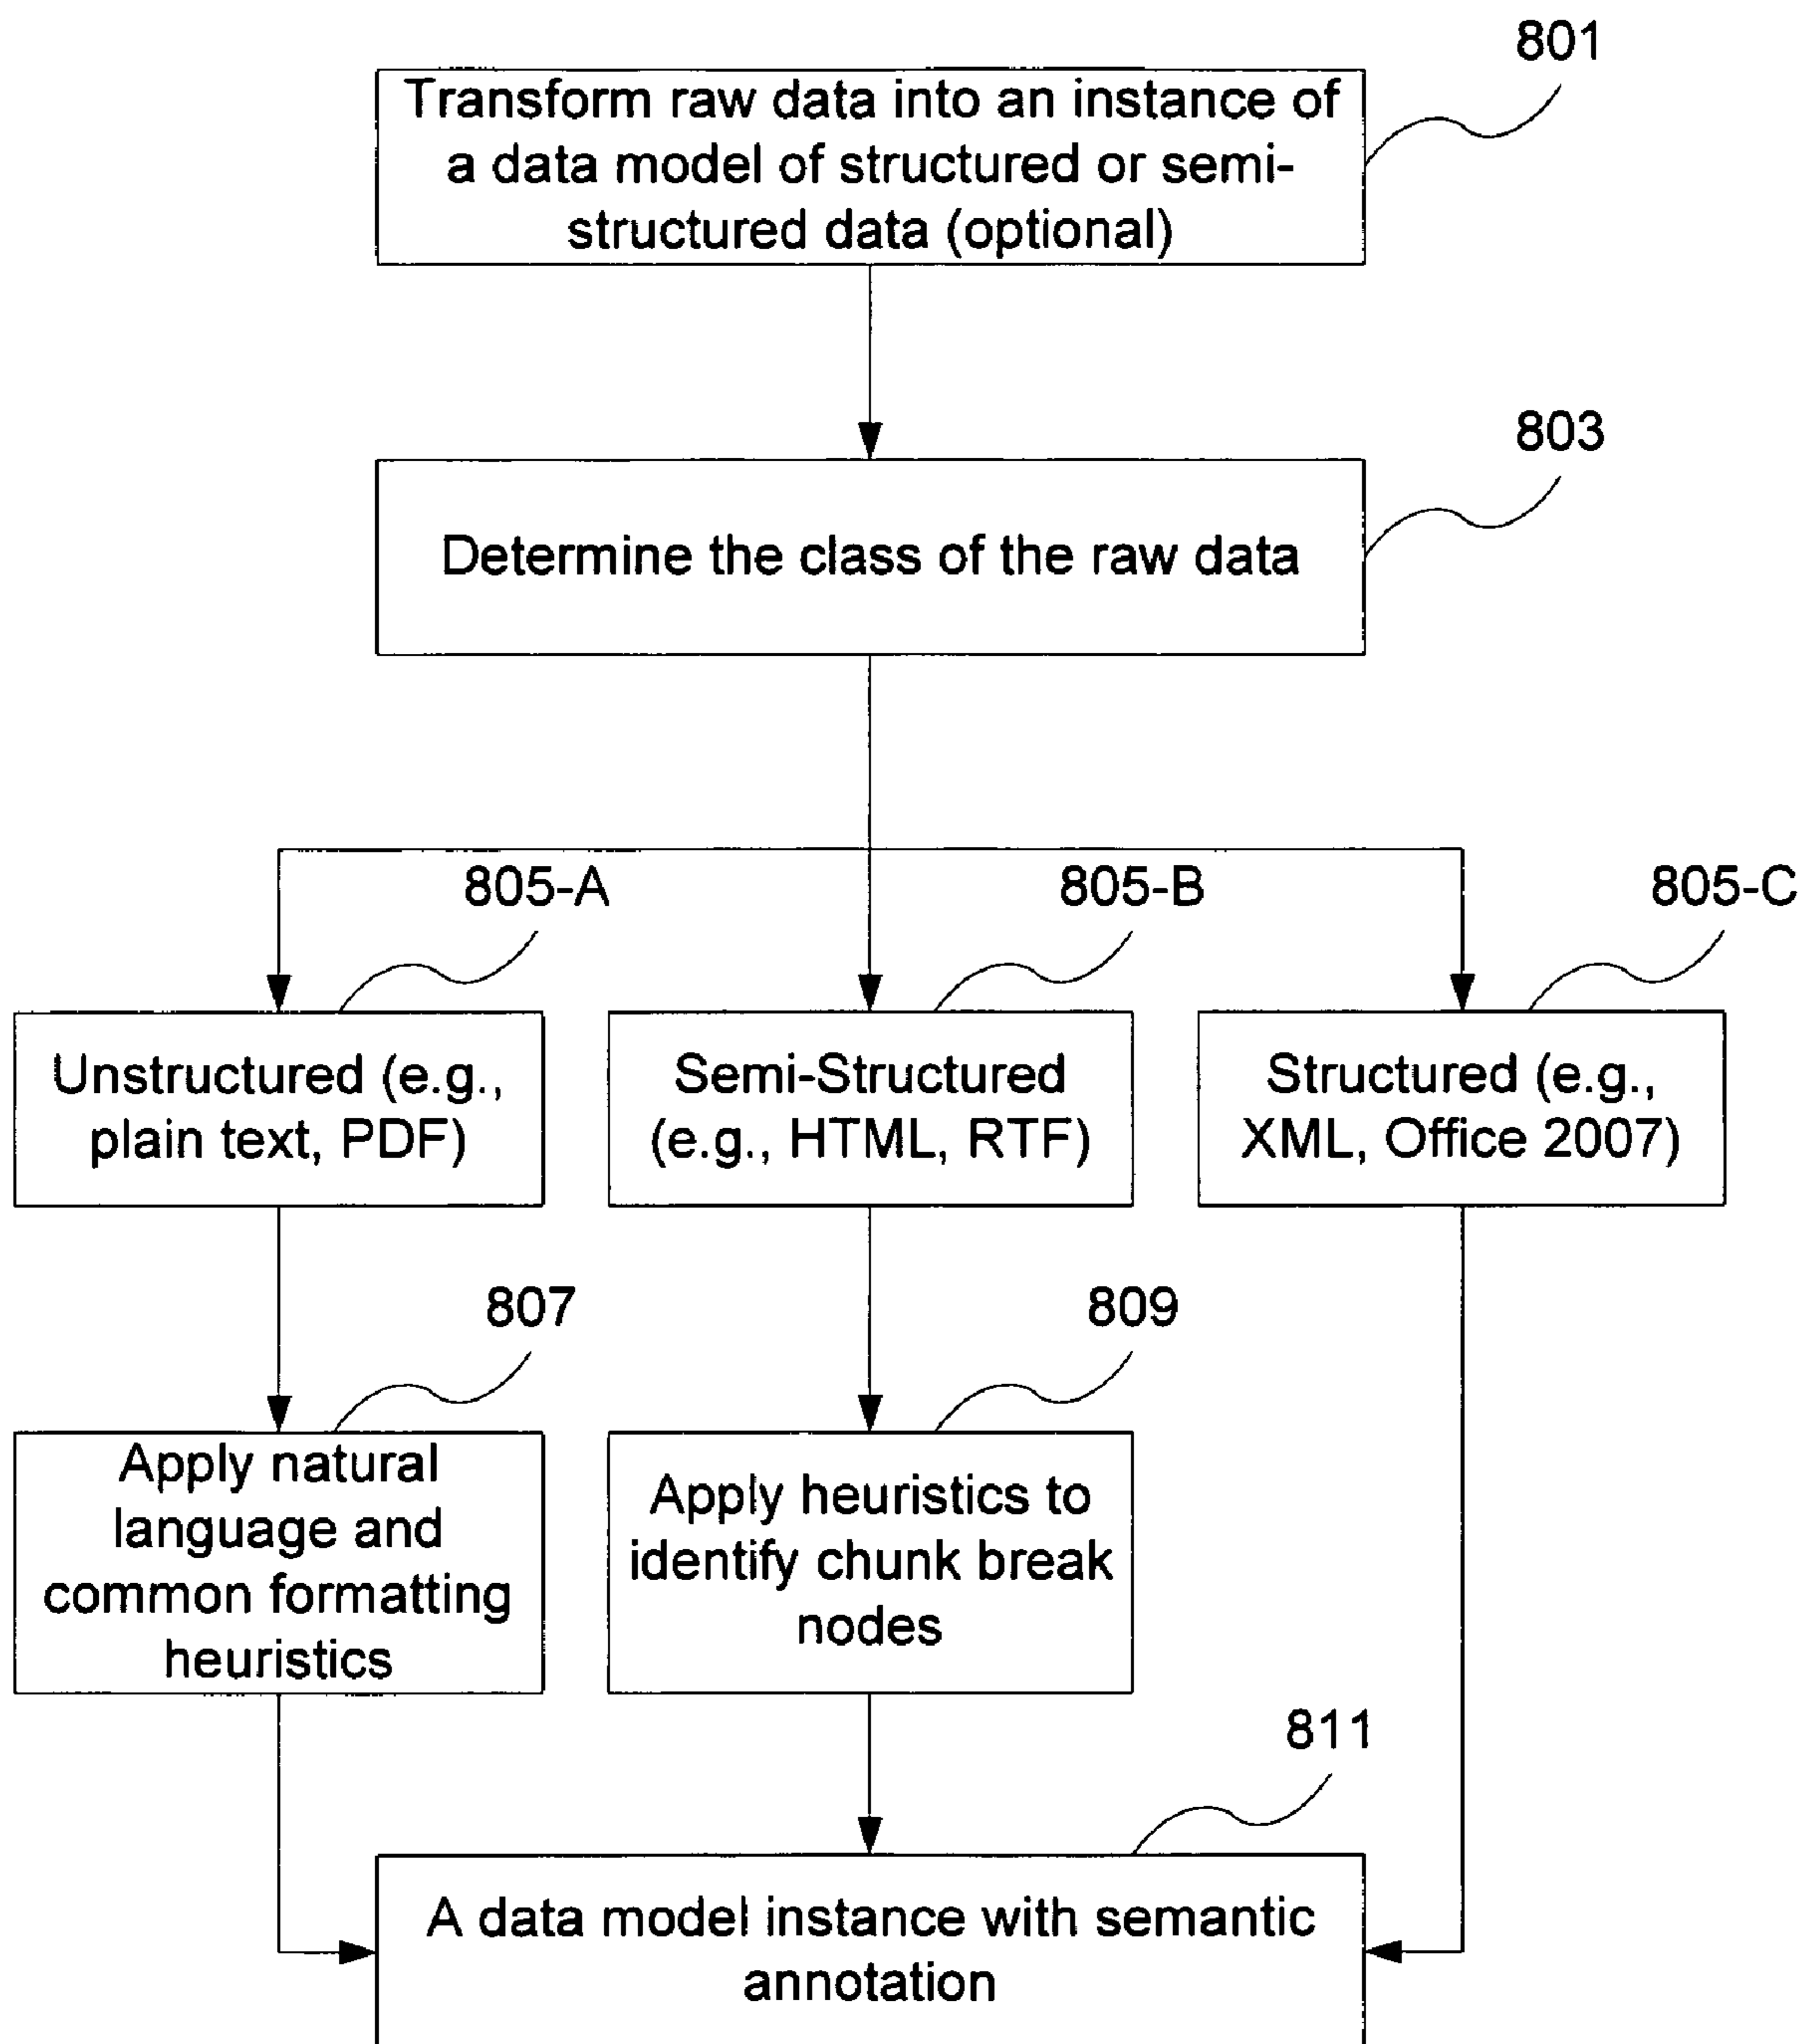 801
Transform raw data into an instance of
a data model of structured or semi-
structured data (optional)
803
Determine the class of the raw data
805-A
805-B
805-C
Unstructured (e.g.,
plain text, PDF)
Semi-Structured
(e.g., HTML, RTF)
Structured (e.g.,
XML, Office 2007)
807
809
Apply natural
language and
common formatting
heuristics
Apply heuristics to
identify chunk break
nodes
811
A data model instance with semantic
annotation